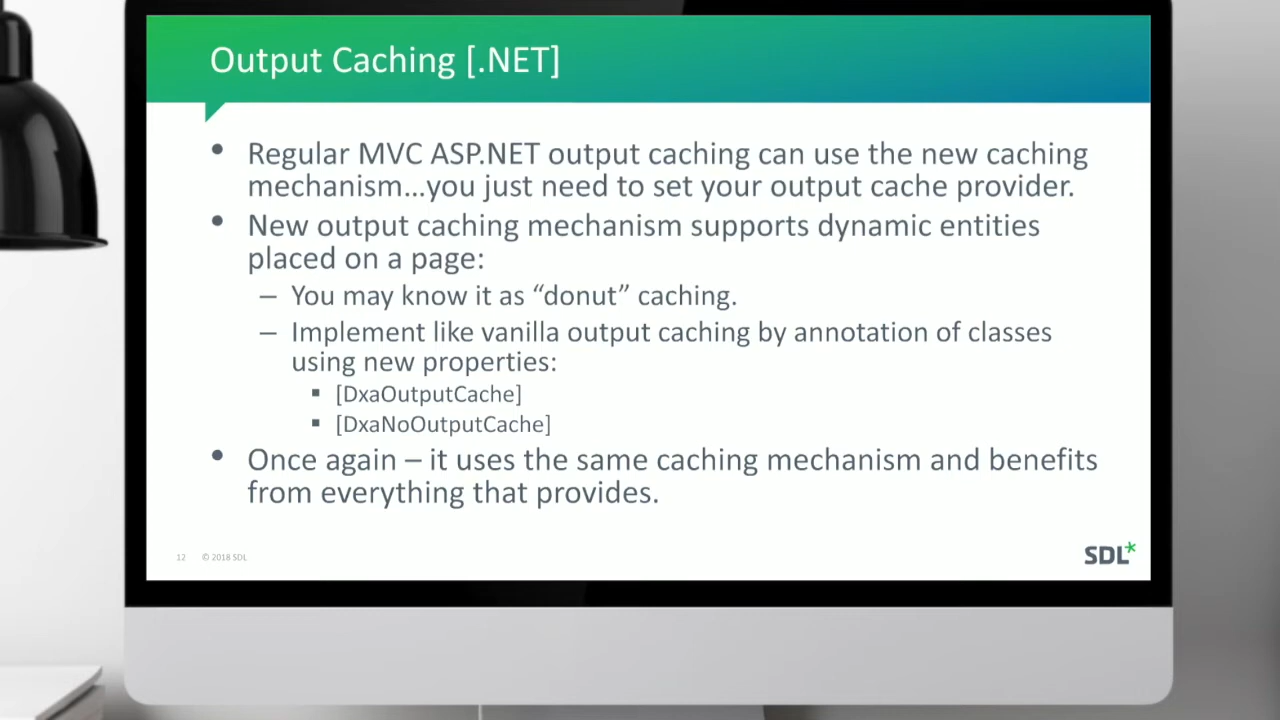 Output Caching [.NET]
• Regular MVC ASP.NET output caching can use the new caching
mechanism...you just need to set your output cache provider.
• New output caching mechanism supports dynamic entities
placed on a page:
– You may know it as “donut” caching.
– Implement like vanilla output caching by annotation of classes
using new properties:
▪ [DxaOutputCache]
▪ [DxaNoOutputCache]
• Once again – it uses the same caching mechanism and benefits
from everything that provides.
12 © 2018 SDL
SDL*